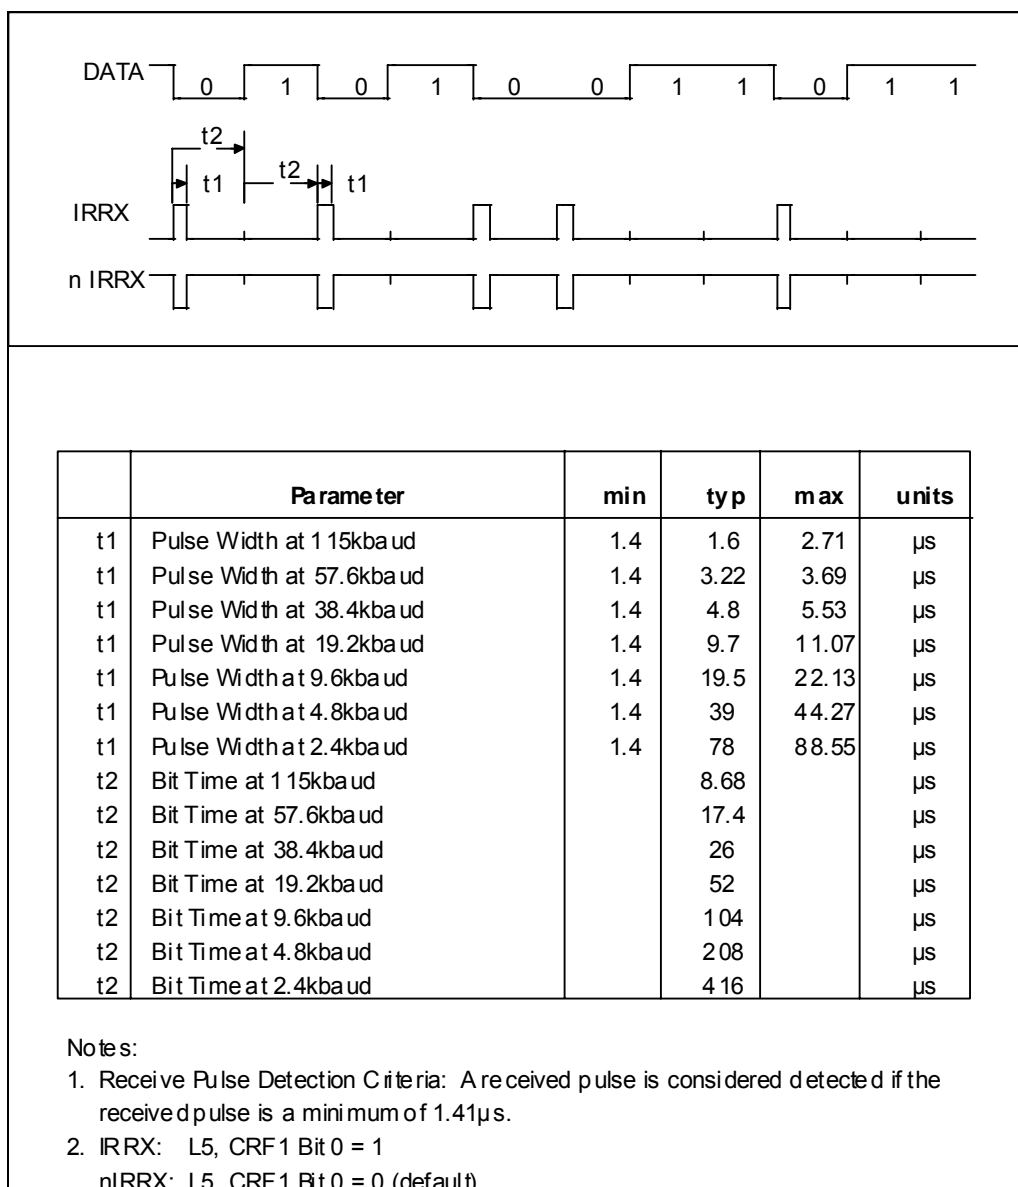 DATA 0 1 0 1 0 0 1 1 0 1 1
t2
t1 t2 t1
IRRX
n IRRX
Parameter min typ max units
t1 Pulse Width at 115kbaud 1.4 1.6 2.71 µs
t1 Pulse Width at 57.6kbaud 1.4 3.22 3.69 µs
t1 Pulse Width at 38.4kbaud 1.4 4.8 5.53 µs
t1 Pulse Width at 19.2kbaud 1.4 9.7 11.07 µs
t1 Pulse Width at 9.6kbaud 1.4 19.5 22.13 µs
t1 Pulse Width at 4.8kbaud 1.4 39 44.27 µs
t1 Pulse Width at 2.4kbaud 1.4 78 88.55 µs
t2 Bit Time at 115kbaud 8.68 µs
t2 Bit Time at 57.6kbaud 17.4 µs
t2 Bit Time at 38.4kbaud 26 µs
t2 Bit Time at 19.2kbaud 52 µs
t2 Bit Time at 9.6kbaud 104 µs
t2 Bit Time at 4.8kbaud 208 µs
t2 Bit Time at 2.4kbaud 416 µs
Notes:
1. Receive Pulse Detection Criteria: A received pulse is considered detected if the
received pulse is a minimum of 1.41µs.
2. IRRX: L5, CRF1 Bit 0 = 1
nIRRX: L5, CRF1 Bit 0 = 0 (default)